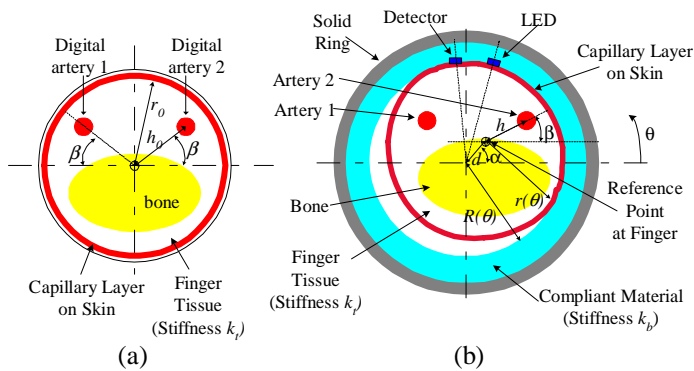 Digital
artery 1
Digital
artery 2
r0
h0
β
β
bone
Capillary Layer
on Skin
Finger
Tissue
(Stiffness kt)
(a)
Solid
Ring
Detector
LED
Capillary Layer
on Skin
Artery 2
Artery 1
h
β
θ
d
α
Bone
R(θ)
r(θ)
Reference
Point
at Finger
Finger
Tissue
(Stiffness kt)
Compliant Material
(Stiffness kb)
(b)